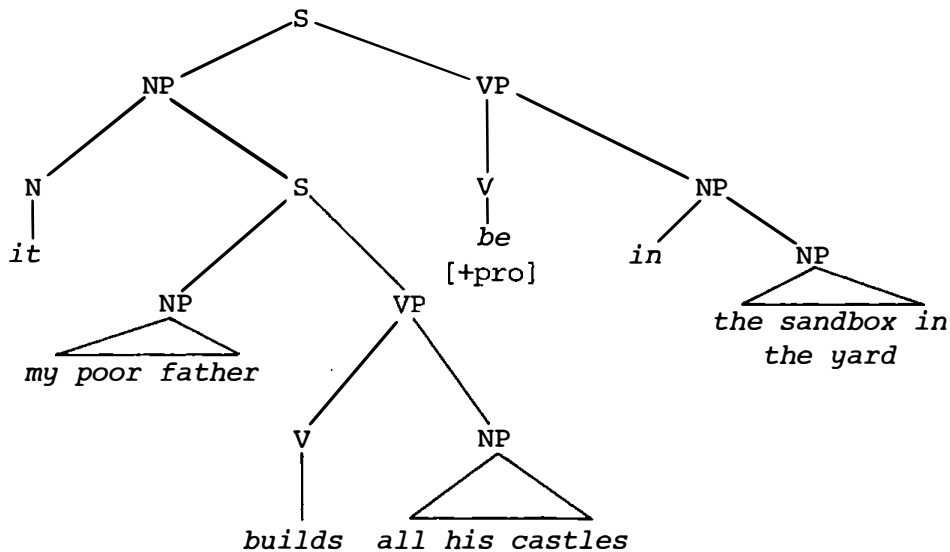 S
NP VP
N S V NP
it be in NP
[+pro]
NP VP the sandbox in
the yard
my poor father
V NP
builds all his castles